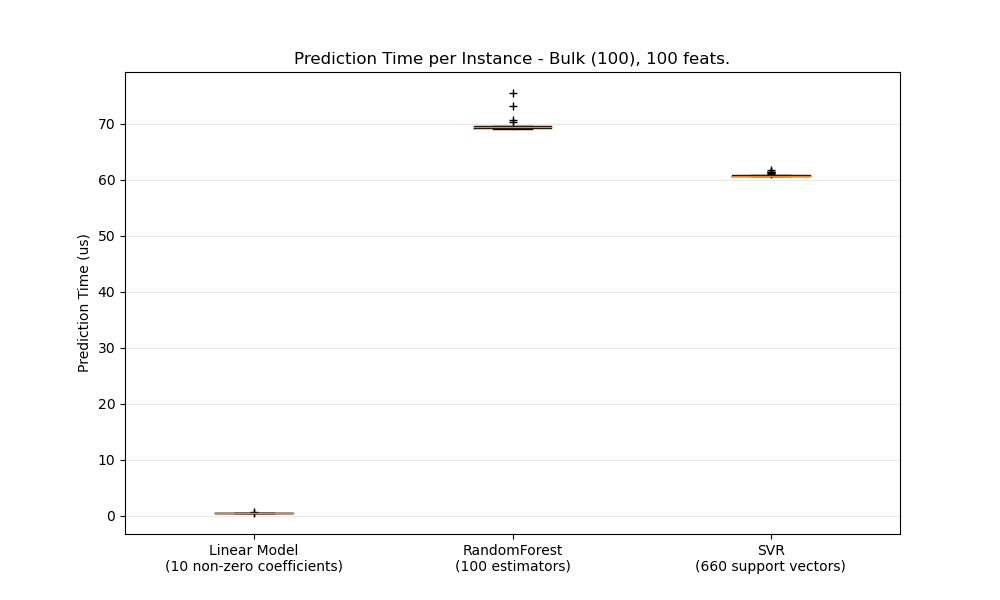 Prediction Time per Instance - Bulk (100), 100 feats.
Prediction Time (us)
70
60
50
40
30
20
10
0
Linear Model
(10 non-zero coefficients)
RandomForest
(100 estimators)
SVR
(660 support vectors)